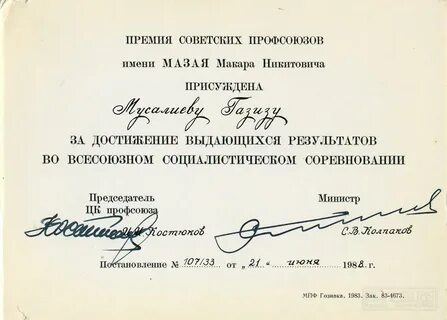 ПРЕМИЯ СОВЕТСКИХ ПРОФСОЮЗОВ
имени МАЗАЯ Макара Никитовича
ПРИСУЖДЕНА
Мусалиеву Газизу
ЗА ДОСТИЖЕНИЕ ВЫДАЮЩИХСЯ РЕЗУЛЬТАТОВ
ВО ВСЕСОЮЗНОМ СОЦИАЛИСТИЧЕСКОМ СОРЕВНОВАНИИ
Председатель
ЦК профсоюза
Министр
Костюков
С.В. Колпаков
Постановление № 107/33 от „21" июня 1988 г.
МПФ Гознака. 1983. Зак. 83-4673.